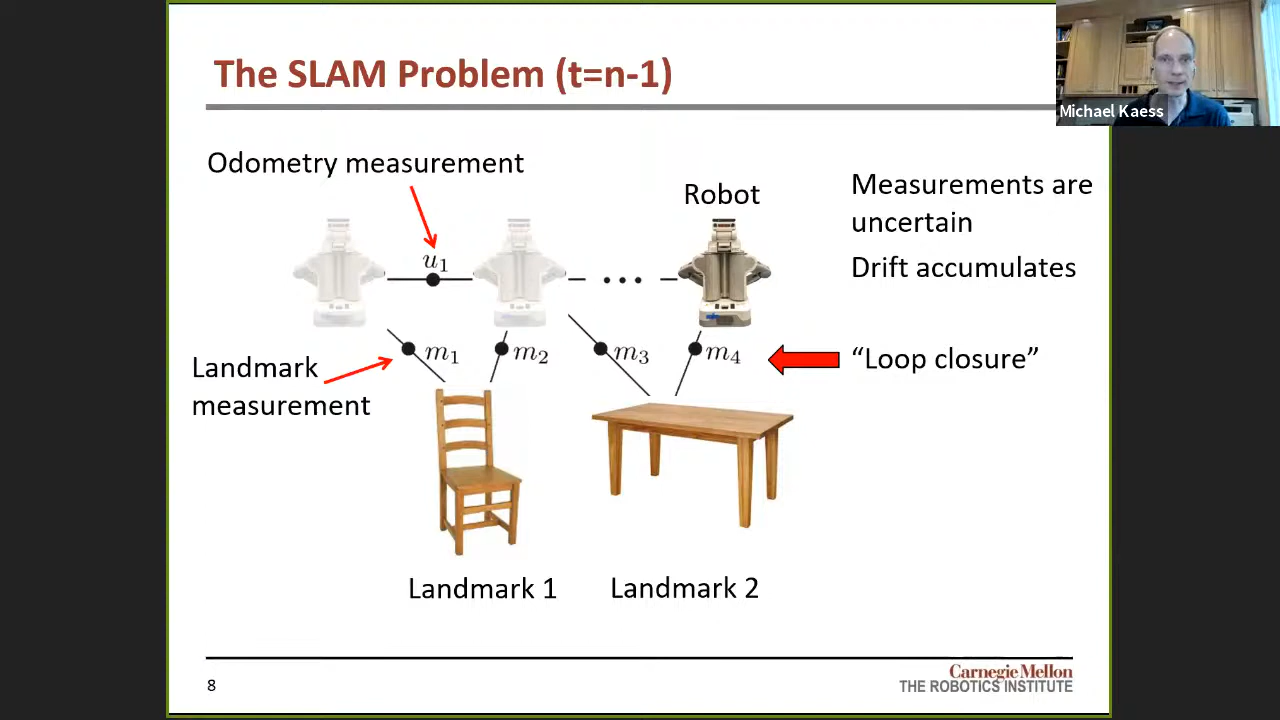 The SLAM Problem (t=n-1)
Michael Kaess
Odometry measurement
Robot
Measurements are
uncertain
Drift accumulates
u1
...
m1
m2
m3
m4
"Loop closure"
Landmark
measurement
Landmark 1
Landmark 2
8
Carnegie Mellon
THE ROBOTICS INSTITUTE